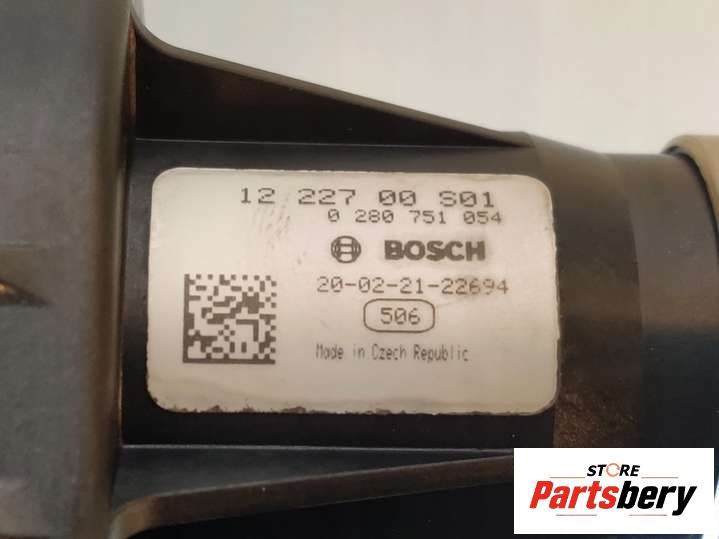 12 227 00 S01
0 280 751 054
BOSCH
20-02-21-22694
506
Made in Czech Republic
STORE
Partsbery